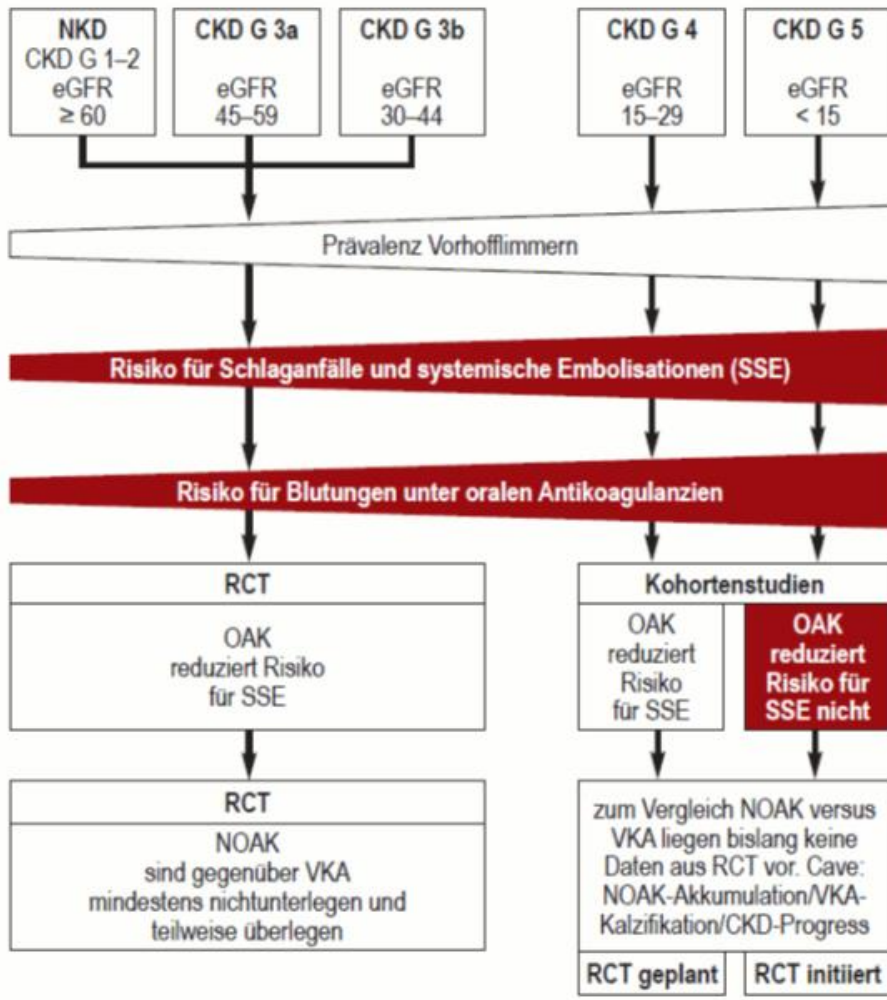 NKD
CKD G 1–2
eGFR
≥ 60
CKD G 3a
eGFR
45–59
CKD G 3b
eGFR
30–44
CKD G 4
eGFR
15–29
CKD G 5
eGFR
< 15
Prävalenz Vorhofflimmern
Risiko für Schlaganfälle und systemische Embolisationen (SSE)
Risiko für Blutungen unter oralen Antikoagulanzien
RCT
OAK
reduziert Risiko
für SSE
Kohortenstudien
OAK
reduziert
Risiko
für SSE
OAK
reduziert
Risiko für
SSE nicht
RCT
NOAK
sind gegenüber VKA
mindestens nichtunterlegen und
teilweise überlegen
zum Vergleich NOAK versus
VKA liegen bislang keine
Daten aus RCT vor. Cave:
NOAK-Akkumulation/VKA-
Kalzifikation/CKD-Progress
RCT geplant
RCT initiiert